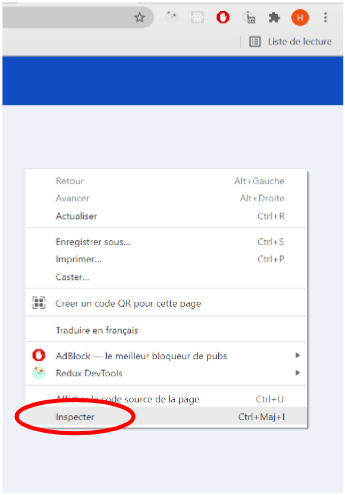 H
Liste de lecture
Retour Alt+Gauche
Avancer Alt+Droite
Actualiser Ctrl+R
Enregistrer sous... Ctrl+S
Imprimer... Ctrl+P
Caster...
Créer un code QR pour cette page
Traduire en français
AdBlock — le meilleur bloqueur de pubs
Redux DevTools
Afficher le code source de la page Ctrl+U
Inspecter Ctrl+Maj+I